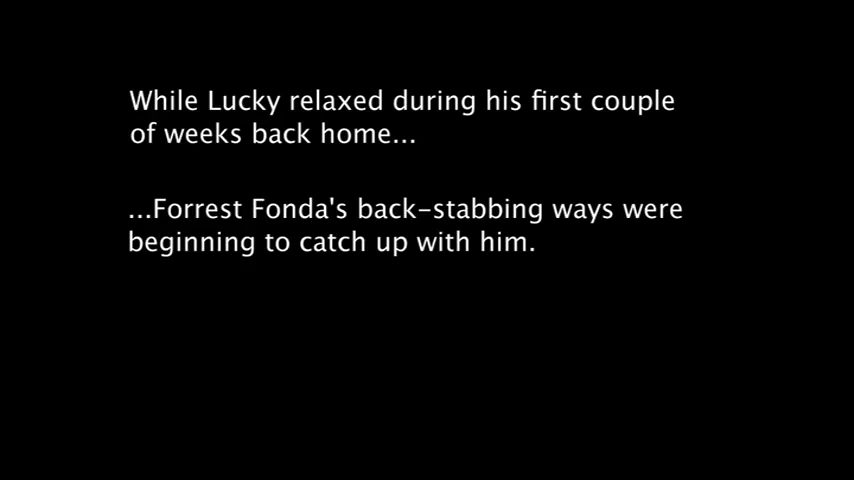 While Lucky relaxed during his first couple
of weeks back home...
...Forrest Fonda's back-stabbing ways were
beginning to catch up with him.